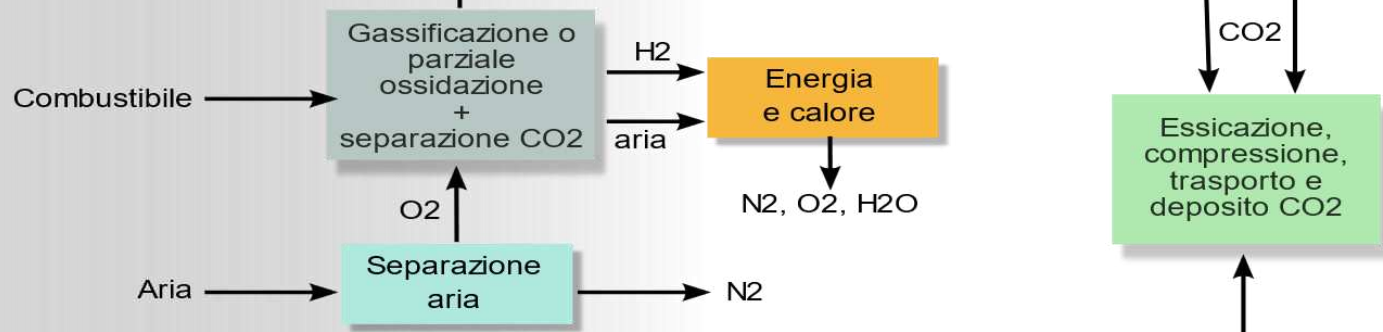 Gassificazione o
parziale
ossidazione
+
separazione CO2
Combustibile
H2
aria
Energia
e calore
N2, O2, H2O
O2
Aria
Separazione
aria
N2
CO2
Essicazione,
compressione,
trasporto e
deposito CO2